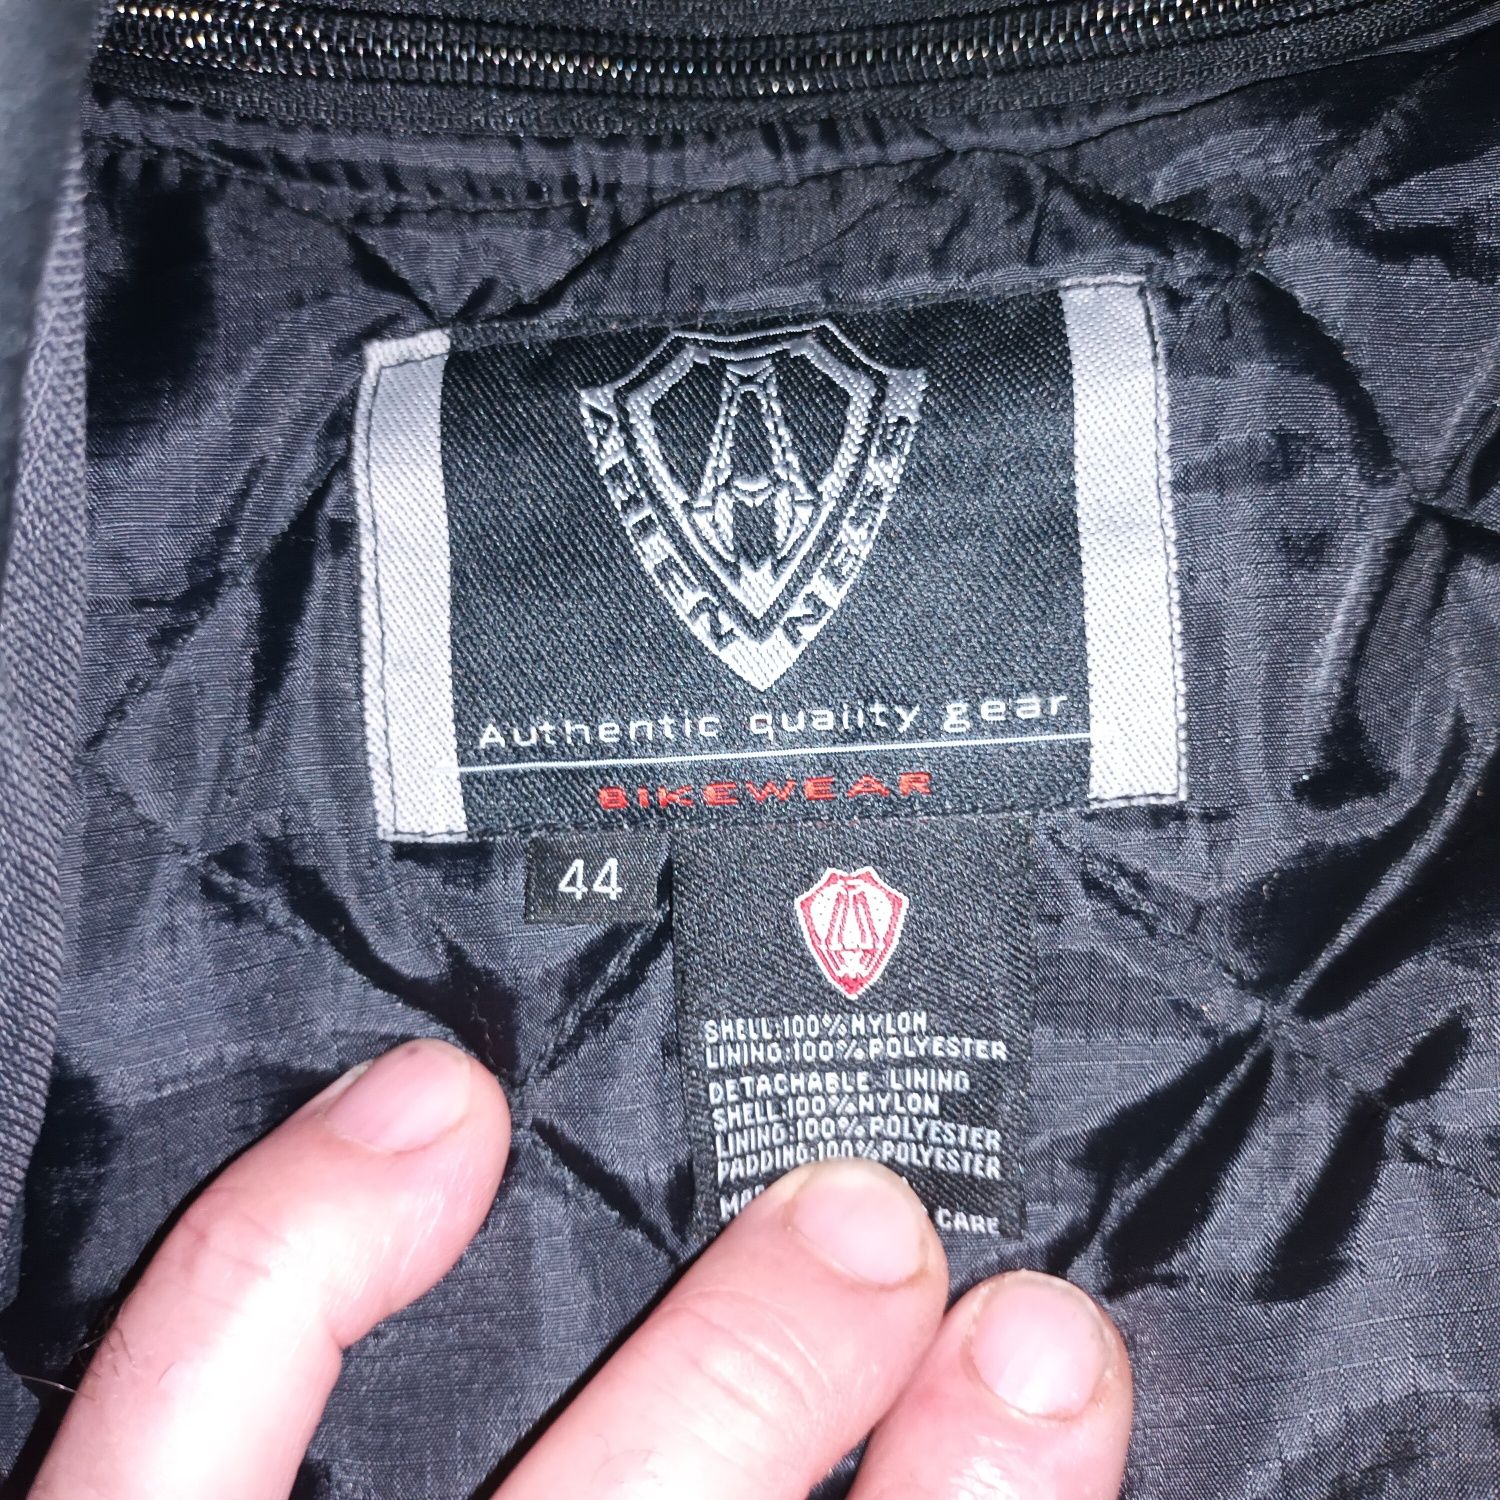 Authentic quality gear
BIKEWEAR
44
SHELL:100%NYLON
LINING:100%POLYESTER
DETACHABLE LINING
SHELL:100%NYLON
LINING:100%POLYESTER
PADDING:100%POLYESTER
CARE